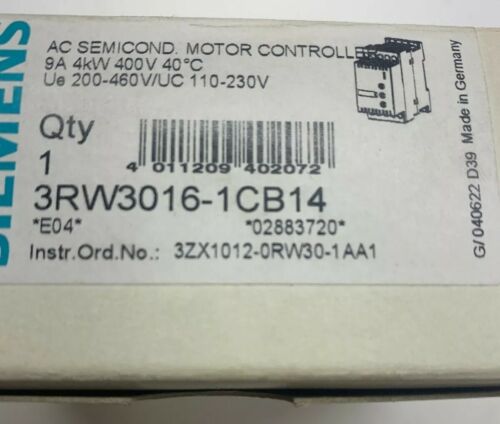 SIEMENS
AC SEMICOND. MOTOR CONTROLLE
9A 4kW 400V 40°C
Ue 200-460V/UC 110-230V
Qty
1
4 011209 402072
3RW3016-1CB14
*E04* *02883720*
Instr.Ord.No.: 3ZX1012-0RW30-1AA1
G/040622 D39 Made in Germany